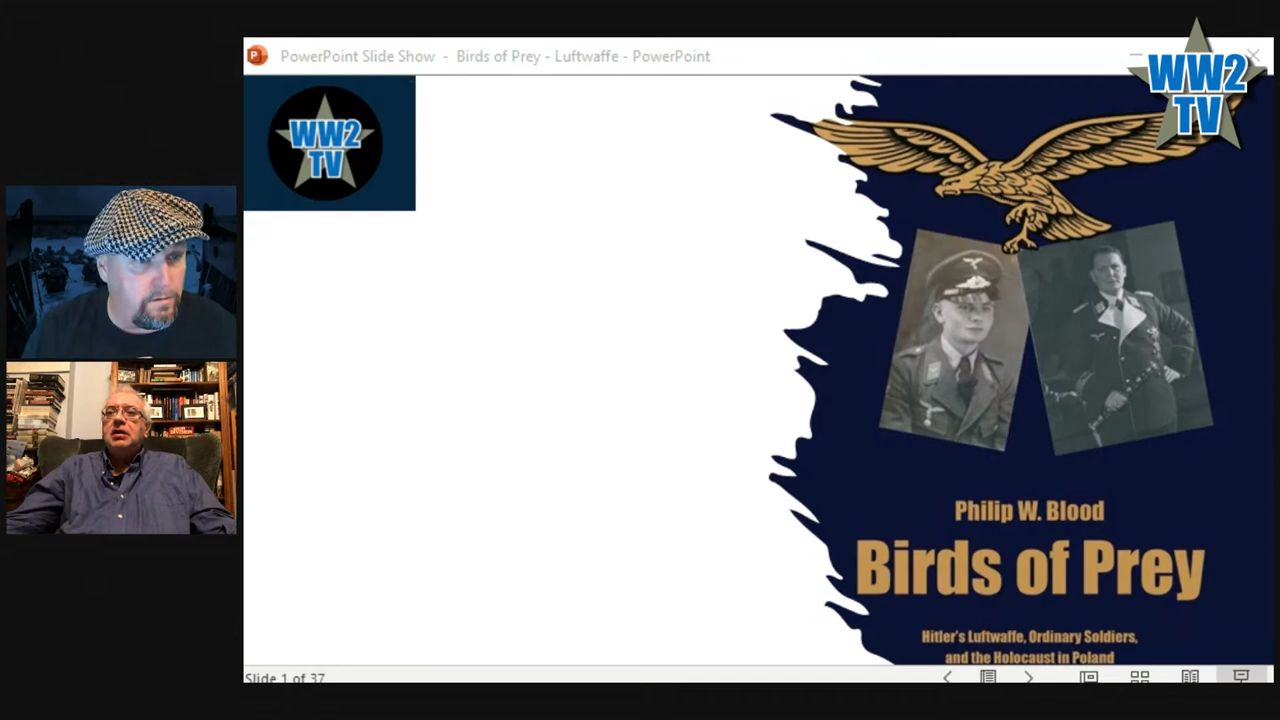 PowerPoint Slide Show - Birds of Prey - Luftwaffe - PowerPoint
WW2
TV
WW2
TV
Philip W. Blood
Birds of Prey
Hitler's Luftwaffe, Ordinary Soldiers,
and the Holocaust in Poland
Slide 1 of 37